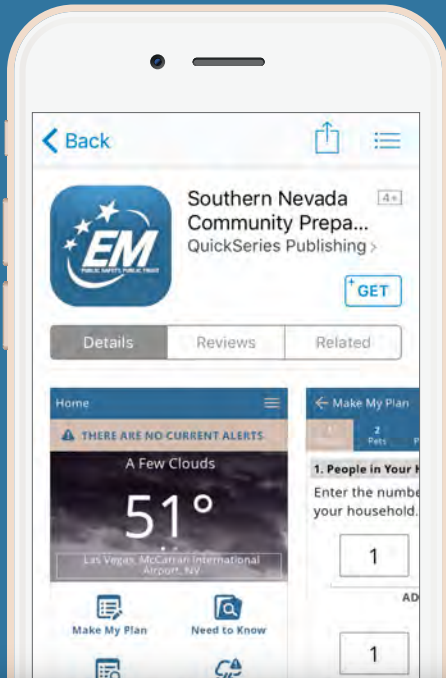 Back
Southern Nevada
4+
Community Prepa...
QuickSeries Publishing >
EM
PUBLIC SAFETY, PUBLIC TRUST
+GET
Details
Reviews
Related
Home
THERE ARE NO CURRENT ALERTS
A Few Clouds
51°
Las Vegas, McCarran International
Airport, NV
Make My Plan
Need to Know
Make My Plan
2
Pets
1. People in Your H
Enter the numbe
your household.
1
AD
1